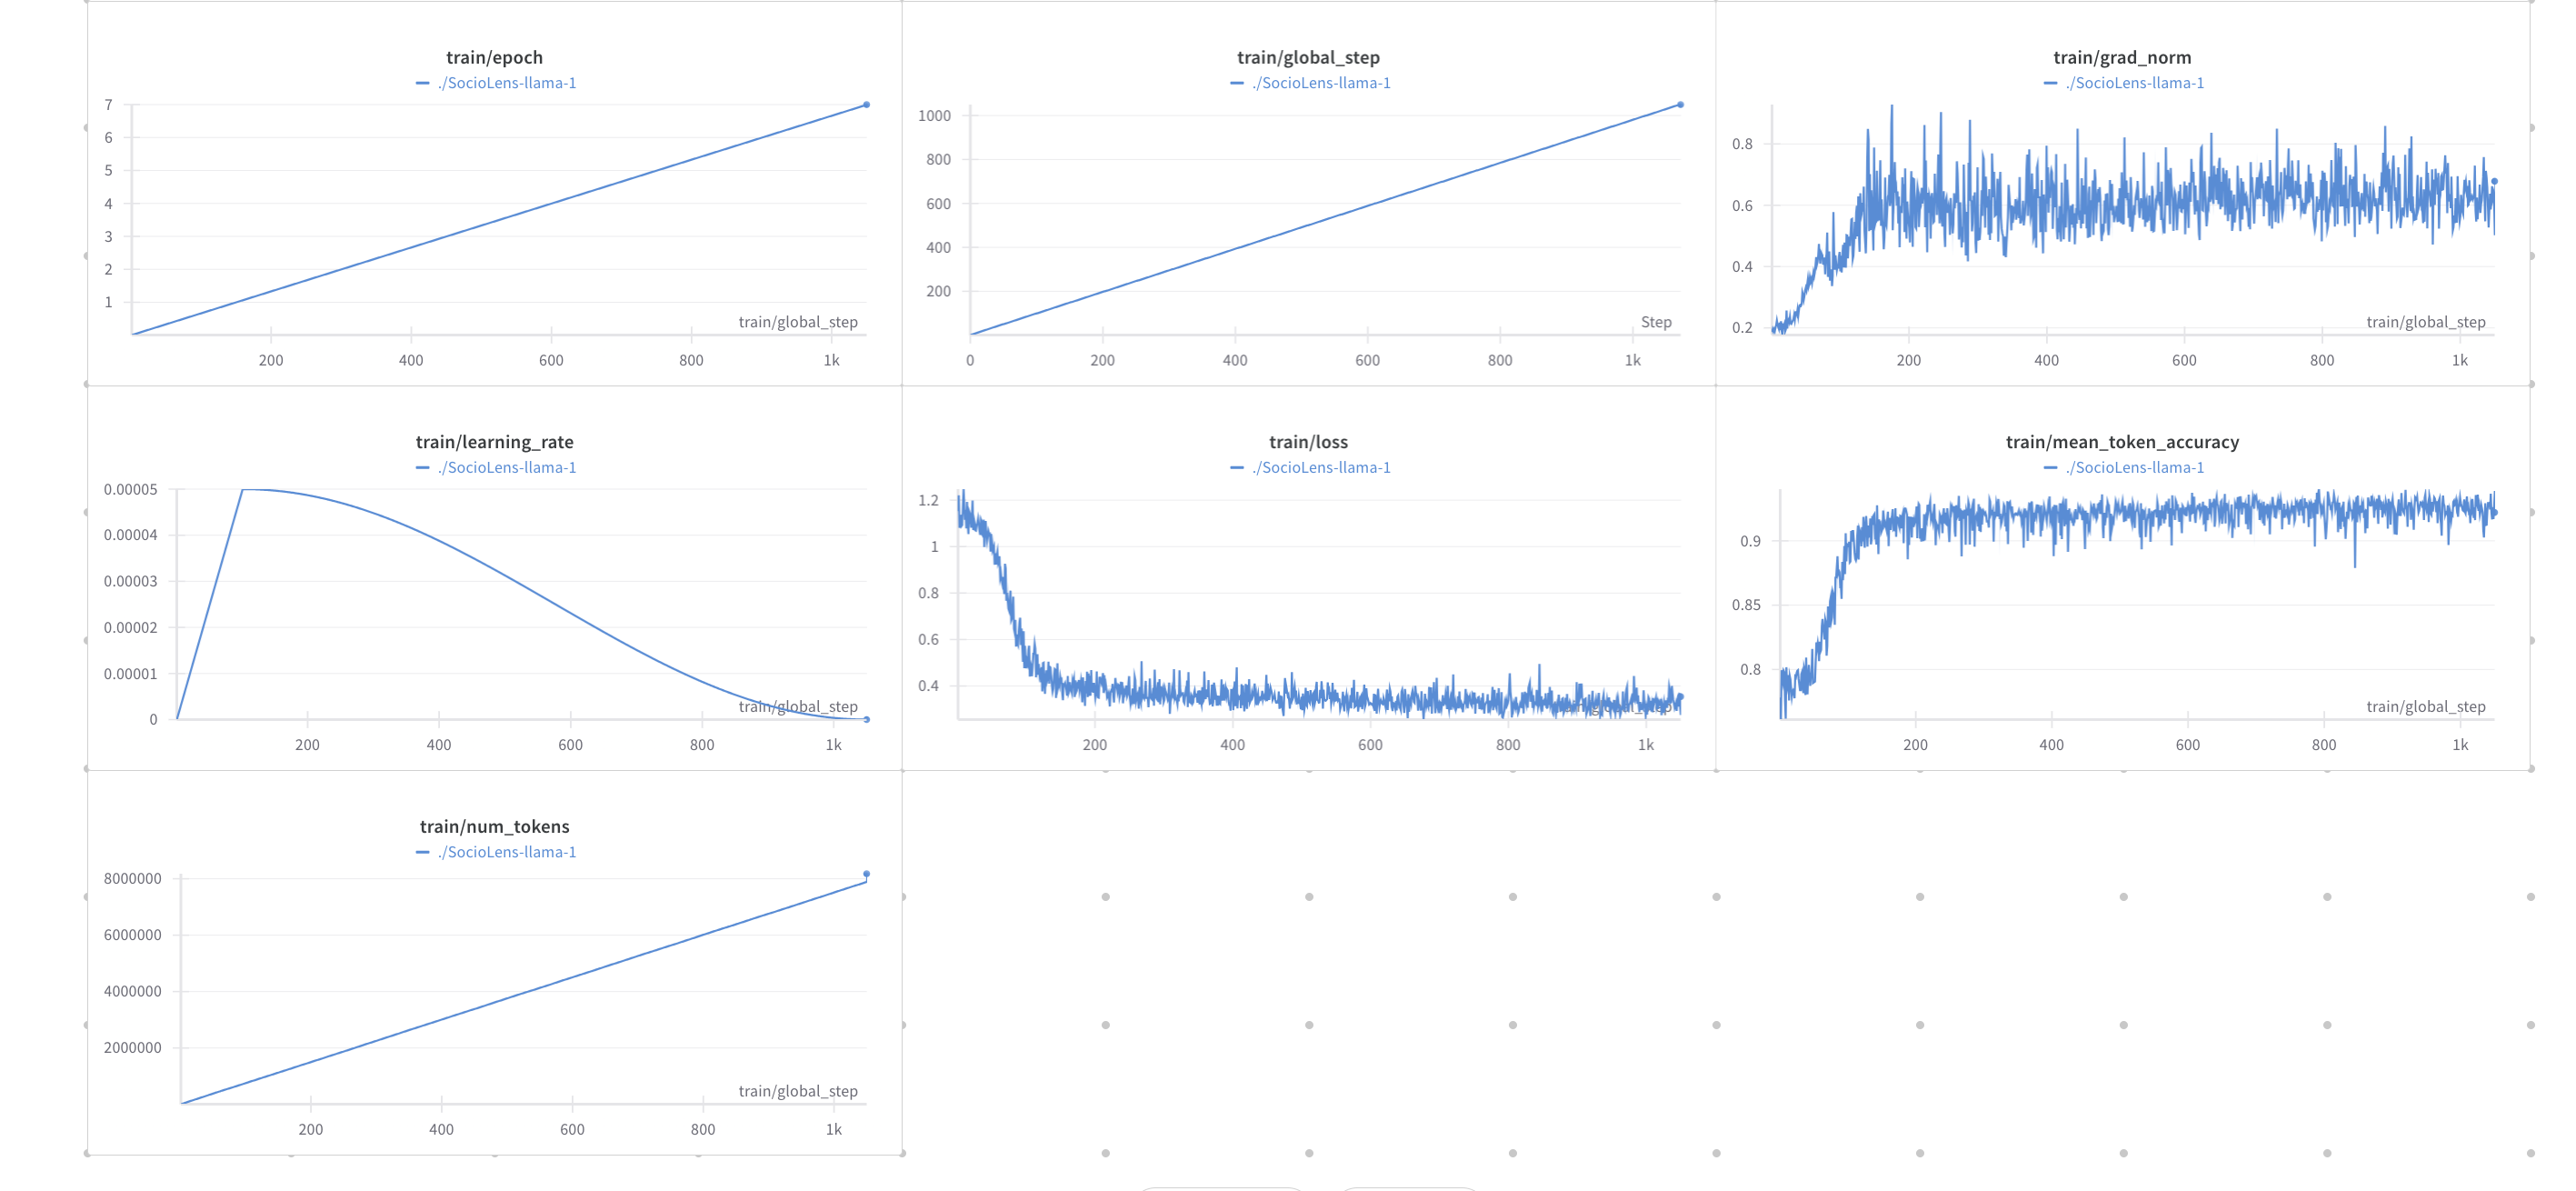 train/epoch
./SocioLens-llama-1
7
6
5
4
3
2
1
train/global_step
200 400 600 800 1k
train/global_step
./SocioLens-llama-1
1000
800
600
400
200
Step
0 200 400 600 800 1k
train/grad_norm
./SocioLens-llama-1
0.8
0.6
0.4
0.2
train/global_step
200 400 600 800 1k
train/learning_rate
./SocioLens-llama-1
0.00005
0.00004
0.00003
0.00002
0.00001
0
train/global_step
200 400 600 800 1k
train/loss
./SocioLens-llama-1
1.2
1
0.8
0.6
0.4
200 400 600 800 1k
train/mean_token_accuracy
./SocioLens-llama-1
0.9
0.85
0.8
train/global_step
200 400 600 800 1k
train/num_tokens
./SocioLens-llama-1
8000000
6000000
4000000
2000000
train/global_step
200 400 600 800 1k